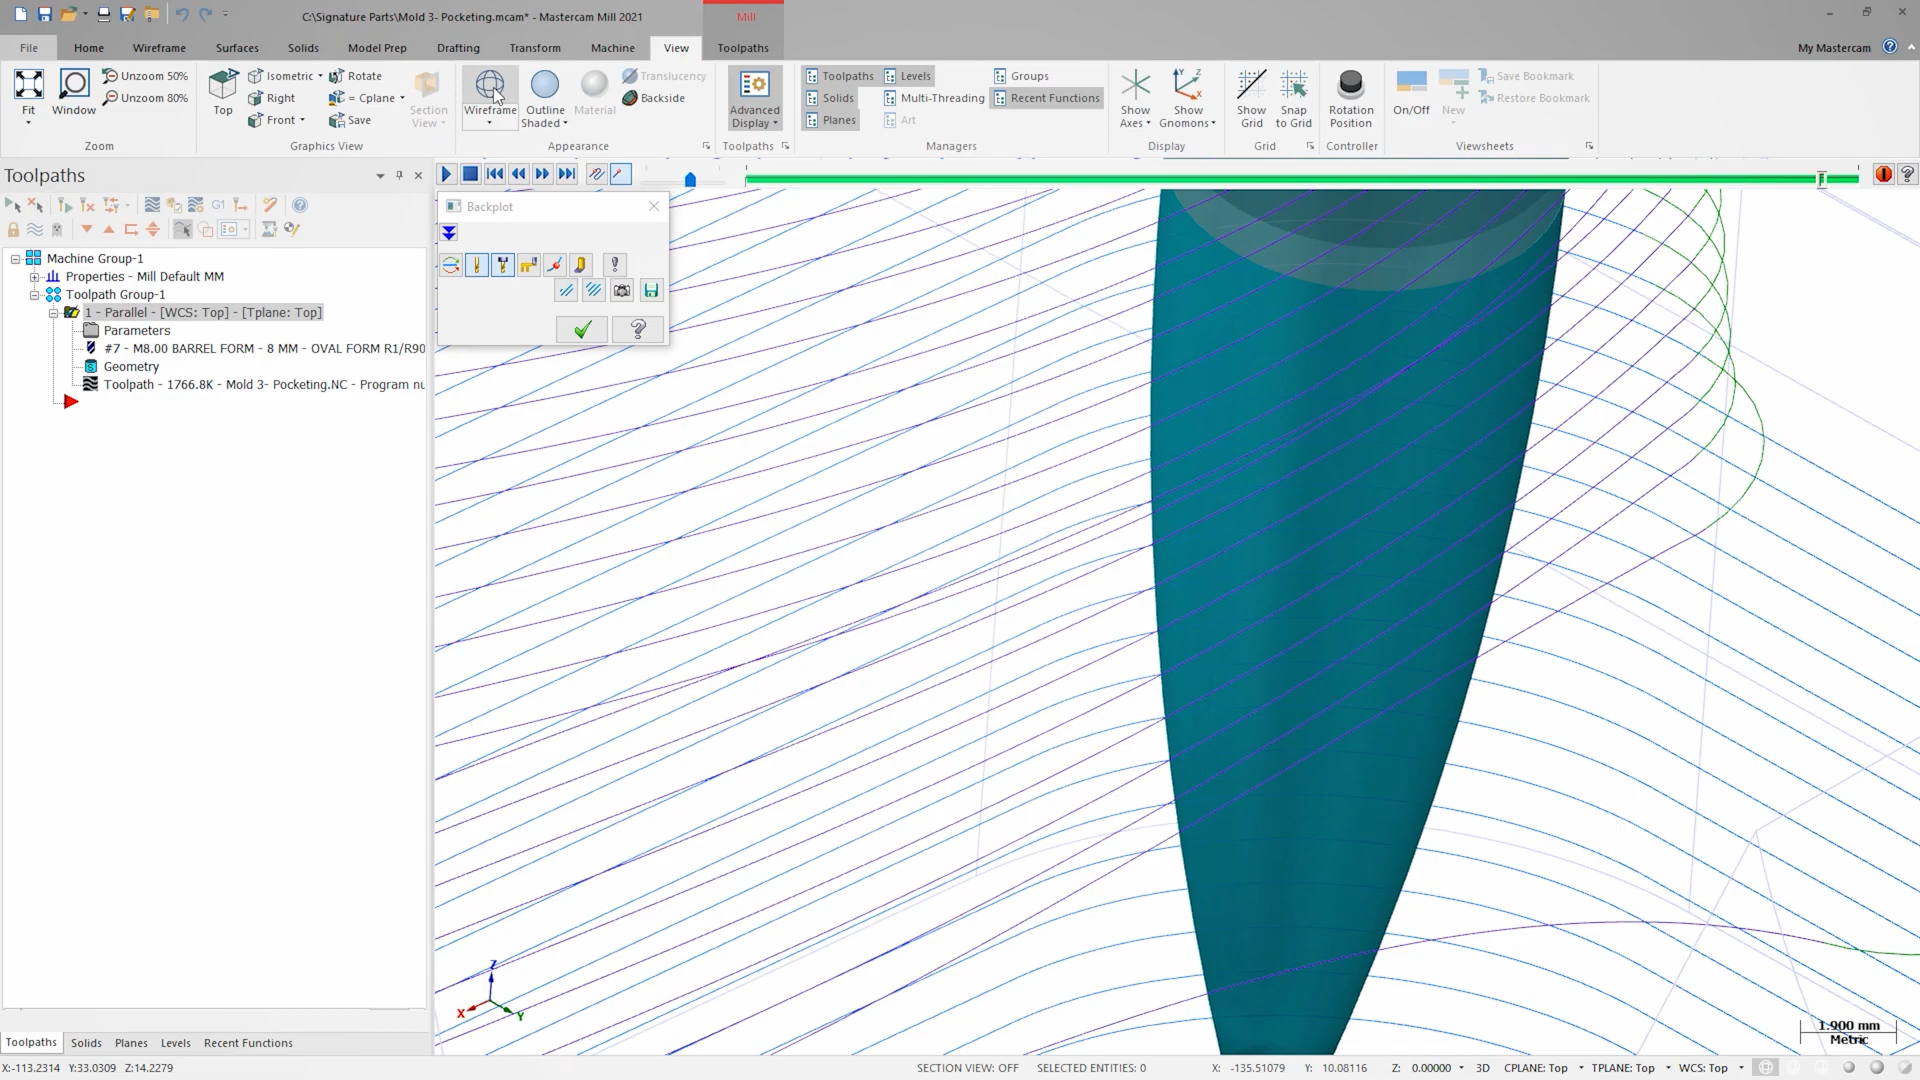 C:\Signature Parts\Mold 3- Pocketing.mcam* - Mastercam Mill 2021
Mill
File
Home
Wireframe
Surfaces
Solids
Model Prep
Drafting
Transform
Machine
View
Toolpaths
My Mastercam
Fit
Window
Unzoom 50%
Unzoom 80%
Zoom
Top
Isometric
Right
Front
Rotate
= Cplane
Save
Section View
Graphics View
Wireframe
Outline Shaded
Material
Translucency
Backside
Appearance
Advanced Display
Toolpaths
Toolpaths
Solids
Planes
Levels
Multi-Threading
Art
Groups
Recent Functions
Managers
Show Axes
Show Gnomons
Display
Show Grid
Snap to Grid
Grid
Rotation Position
Controller
On/Off
New
Save Bookmark
Restore Bookmark
Viewsheets
Toolpaths
G1
Machine Group-1
Properties - Mill Default MM
Toolpath Group-1
1 - Parallel - [WCS: Top] - [Tplane: Top]
Parameters
#7 - M8.00 BARREL FORM - 8 MM - OVAL FORM R1/R90
Geometry
Toolpath - 1766.8K - Mold 3- Pocketing.NC - Program nu
Backplot
Z
X
Y
1.900 mm
Metric
Toolpaths
Solids
Planes
Levels
Recent Functions
X:-113.2314 Y:33.0309 Z:14.2279
SECTION VIEW: OFF
SELECTED ENTITIES: 0
X: -135.51079
Y: 10.08116
Z: 0.00000
3D
CPLANE: Top
TPLANE: Top
WCS: Top